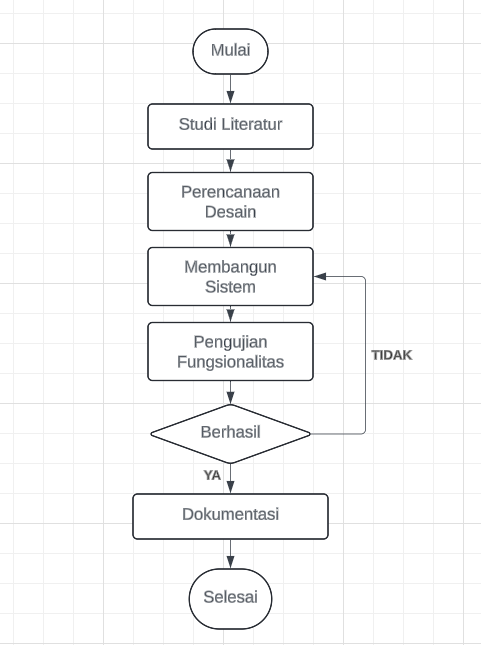 Mulai
Studi Literatur
Perencanaan
Desain
Membangun
Sistem
Pengujian
Fungsionalitas
TIDAK
Berhasil
YA
Dokumentasi
Selesai